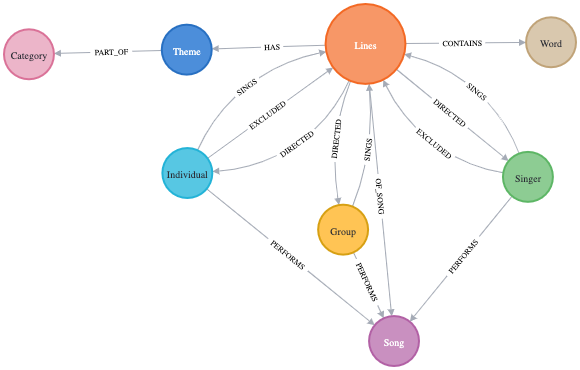 Category
PART_OF
Theme
HAS
Lines
CONTAINS
Word
SINGS
EXCLUDED
DIRECTED
DIRECTED
SINGS
OF_SONG
DIRECTED
EXCLUDED
SINGS
Individual
Group
Singer
PERFORMS
PERFORMS
PERFORMS
Song